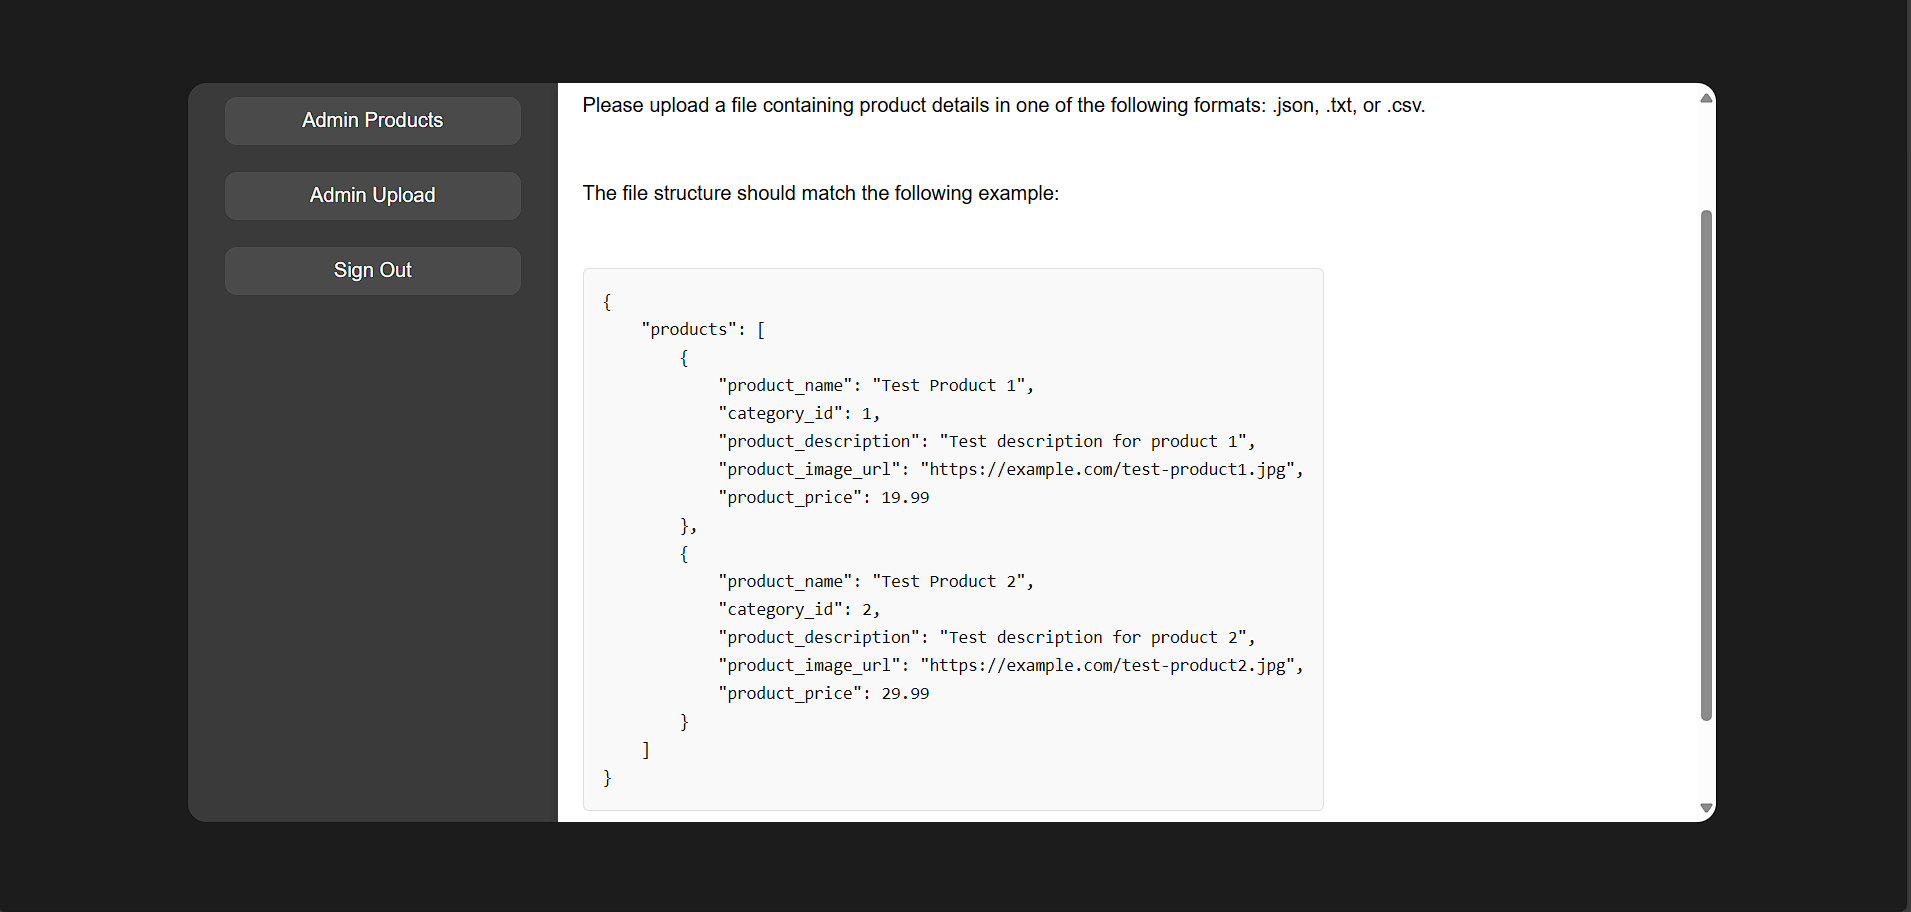 Admin Products
Admin Upload
Sign Out
Please upload a file containing product details in one of the following formats: .json, .txt, or .csv.
The file structure should match the following example:
{
    "products": [
        {
            "product_name": "Test Product 1",
            "category_id": 1,
            "product_description": "Test description for product 1",
            "product_image_url": "https://example.com/test-product1.jpg",
            "product_price": 19.99
        },
        {
            "product_name": "Test Product 2",
            "category_id": 2,
            "product_description": "Test description for product 2",
            "product_image_url": "https://example.com/test-product2.jpg",
            "product_price": 29.99
        }
    ]
}